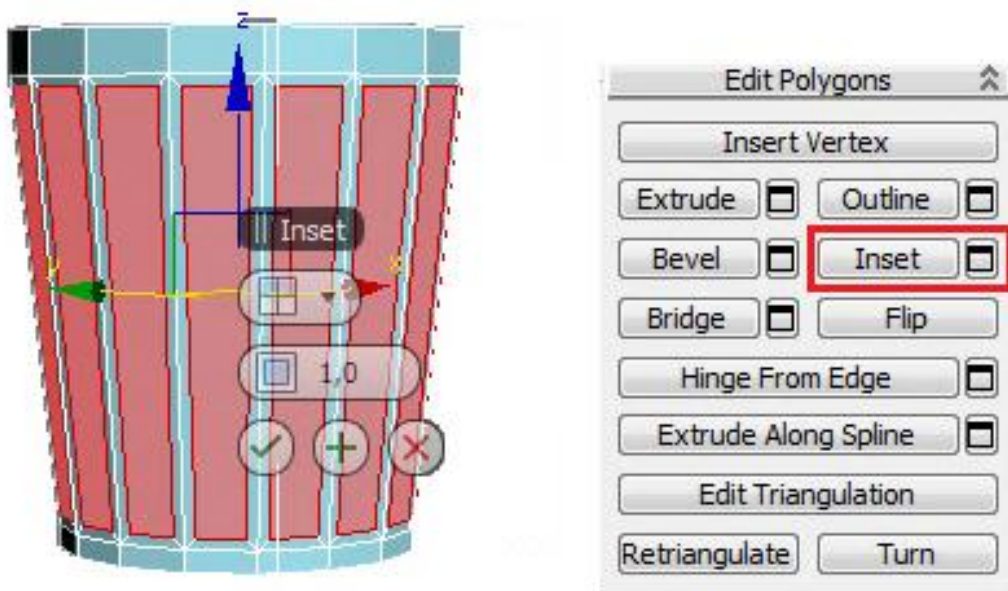 z
Inset
y
x
1,0
Edit Polygons
Insert Vertex
Extrude
Outline
Bevel
Inset
Bridge
Flip
Hinge From Edge
Extrude Along Spline
Edit Triangulation
Retriangulate
Turn